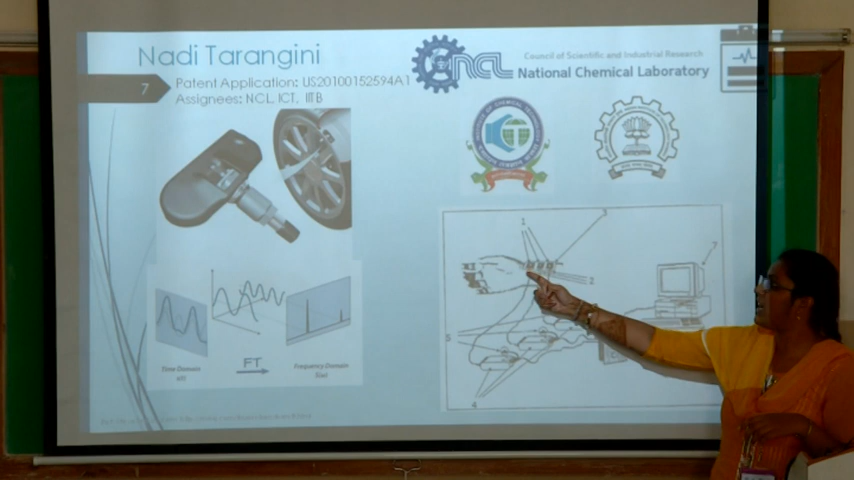 Nadi Tarangini
7
Patent Application: US20100152594A1
Assignees: NCL, ICT, IITB
NCL
Council of Scientific and Industrial Research
National Chemical Laboratory
1
3
2
7
5
4
FT
Time Domain
Frequency Domain